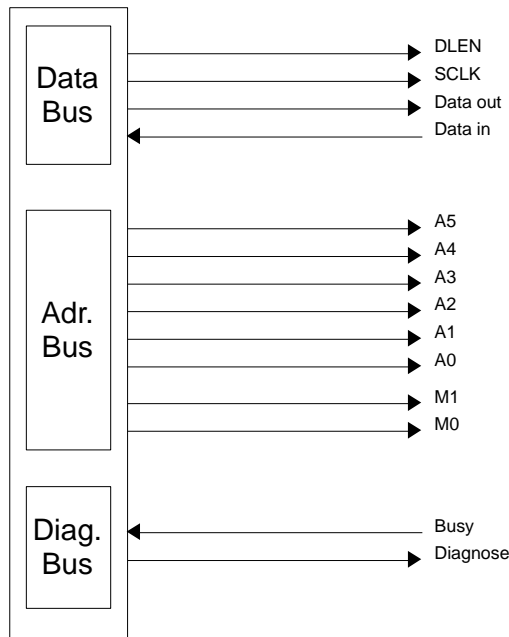 Data
Bus
DLEN
SCLK
Data out
Data in
Adr.
Bus
A5
A4
A3
A2
A1
A0
M1
M0
Diag.
Bus
Busy
Diagnose